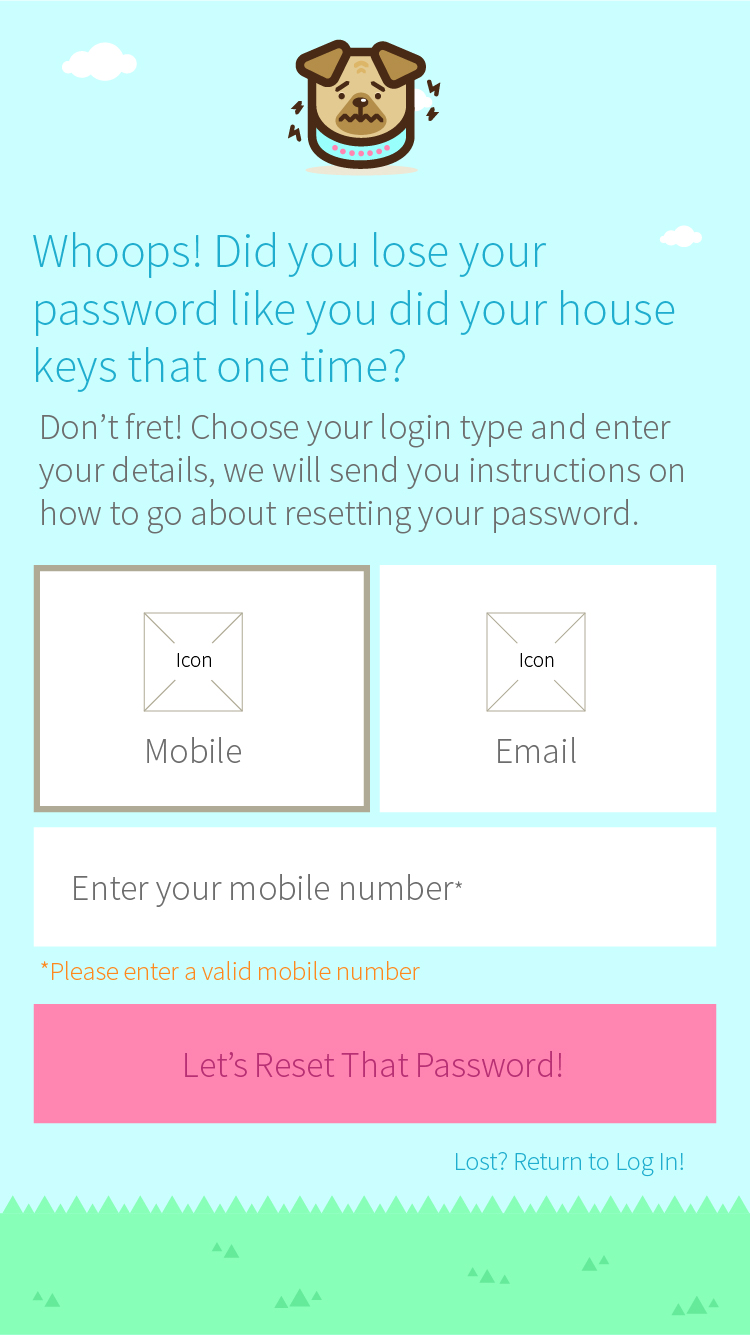 Whoops! Did you lose your
password like you did your house
keys that one time?
Don’t fret! Choose your login type and enter
your details, we will send you instructions on
how to go about resetting your password.
Icon
Icon
Mobile
Email
Enter your mobile number*
*Please enter a valid mobile number
Let’s Reset That Password!
Lost? Return to Log In!